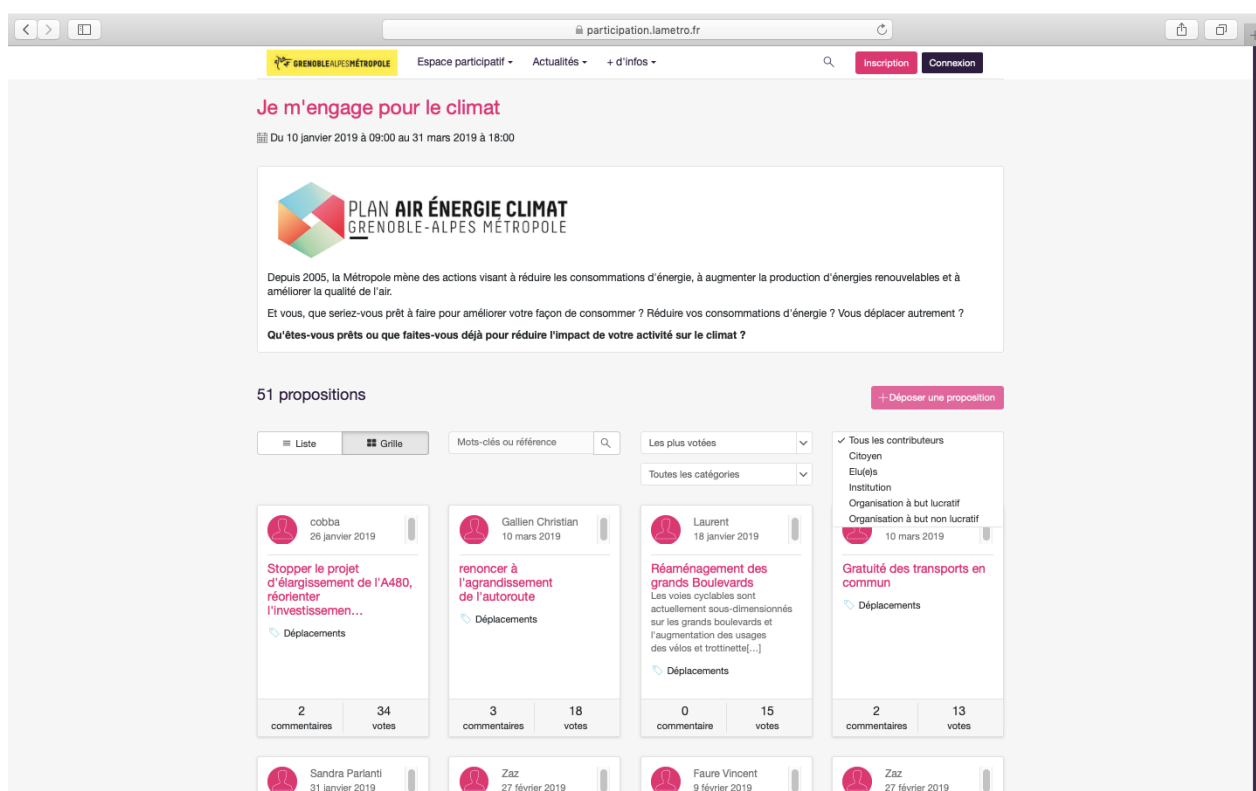 participation.lametro.fr
GRENOBLEALPESMÉTROPOLE
Espace participatif
Actualités
+ d'infos
Inscription
Connexion
Je m'engage pour le climat
Du 10 janvier 2019 à 09:00 au 31 mars 2019 à 18:00
PLAN AIR ÉNERGIE CLIMAT
GRENOBLE-ALPES MÉTROPOLE
Depuis 2005, la Métropole mène des actions visant à réduire les consommations d'énergie, à augmenter la production d'énergies renouvelables et à
améliorer la qualité de l'air.
Et vous, que seriez-vous prêt à faire pour améliorer votre façon de consommer ? Réduire vos consommations d'énergie ? Vous déplacer autrement ?
Qu'êtes-vous prêts ou que faites-vous déjà pour réduire l'impact de votre activité sur le climat ?
51 propositions
+ Déposer une proposition
Liste
Grille
Mots-clés ou référence
Les plus votées
Toutes les catégories
✓ Tous les contributeurs
Citoyen
Elu(e)s
Institution
Organisation à but lucratif
Organisation à but non lucratif
cobba
26 janvier 2019
Stopper le projet
d'élargissement de l'A480,
réorienter
l'investissemen…
Déplacements
2 34
commentaires votes
Gallien Christian
10 mars 2019
renoncer à
l'agrandissement
de l'autoroute
Déplacements
3 18
commentaires votes
Laurent
18 janvier 2019
Réaménagement des
grands Boulevards
Les voies cyclables sont
actuellement sous-dimensionnés
sur les grands boulevards et
l'augmentation des usages
des vélos et trottinette[…]
Déplacements
0 15
commentaire votes
10 mars 2019
Gratuité des transports en
commun
Déplacements
2 13
commentaires votes
Sandra Parlanti
31 janvier 2019
Zaz
27 février 2019
Faure Vincent
9 février 2019
Zaz
27 février 2019